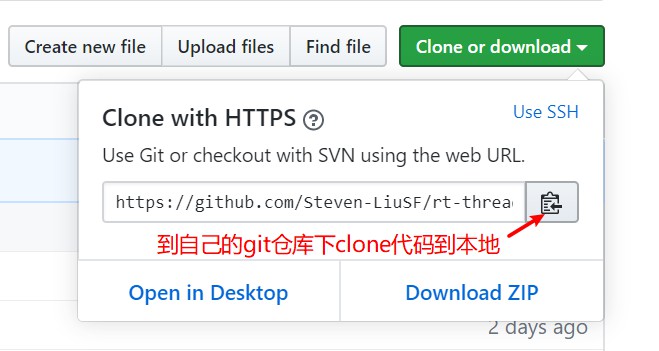 Create new file Upload files Find file Clone or download
Clone with HTTPS ? Use SSH
Use Git or checkout with SVN using the web URL.
https://github.com/Steven-LiuSF/rt-threa
到自己的git仓库下clone代码到本地
Open in Desktop Download ZIP
2 days ago